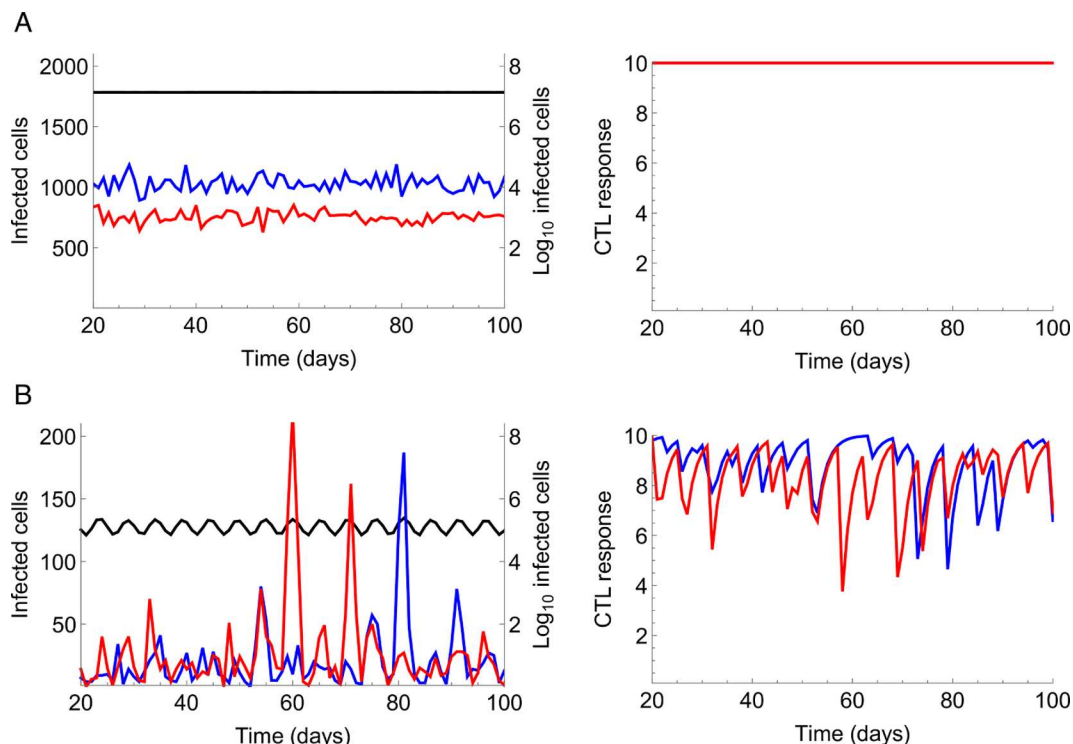 A
Infected cells
2000
1500
1000
500
8
6
4
2
Log10 infected cells
20 40 60 80 100
Time (days)
CTL response
10
8
6
4
2
20 40 60 80 100
Time (days)
B
Infected cells
200
150
100
50
8
6
4
2
Log10 infected cells
20 40 60 80 100
Time (days)
CTL response
10
8
6
4
2
20 40 60 80 100
Time (days)